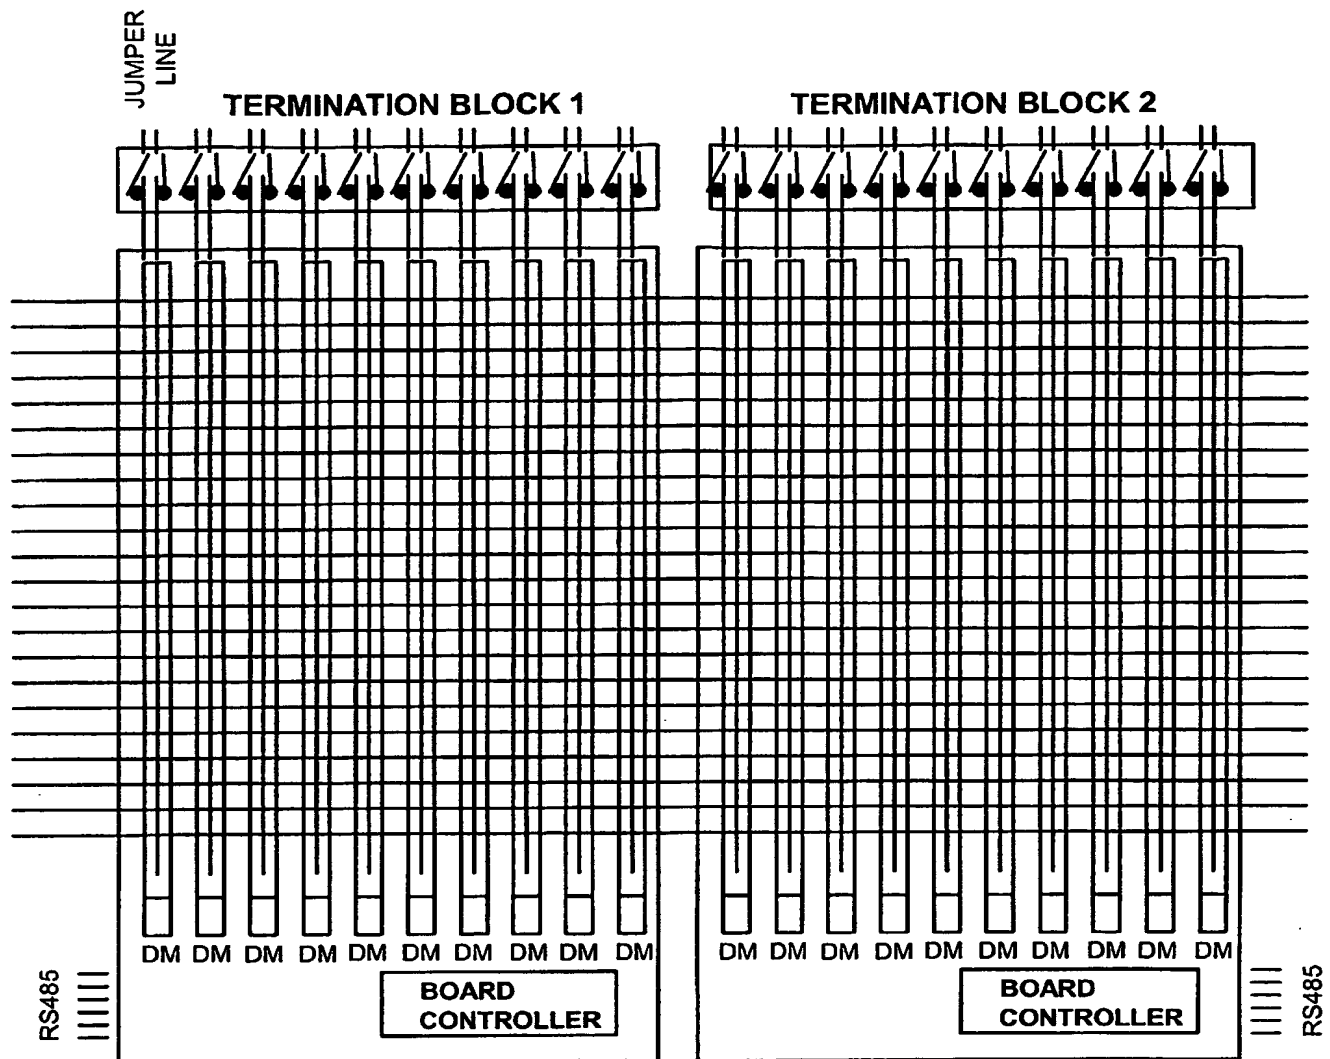 JUMPER
LINE
TERMINATION BLOCK 1
TERMINATION BLOCK 2
DM DM DM DM DM DM DM DM DM DM
DM DM DM DM DM DM DM DM DM DM
RS485
BOARD
CONTROLLER
BOARD
CONTROLLER
RS485